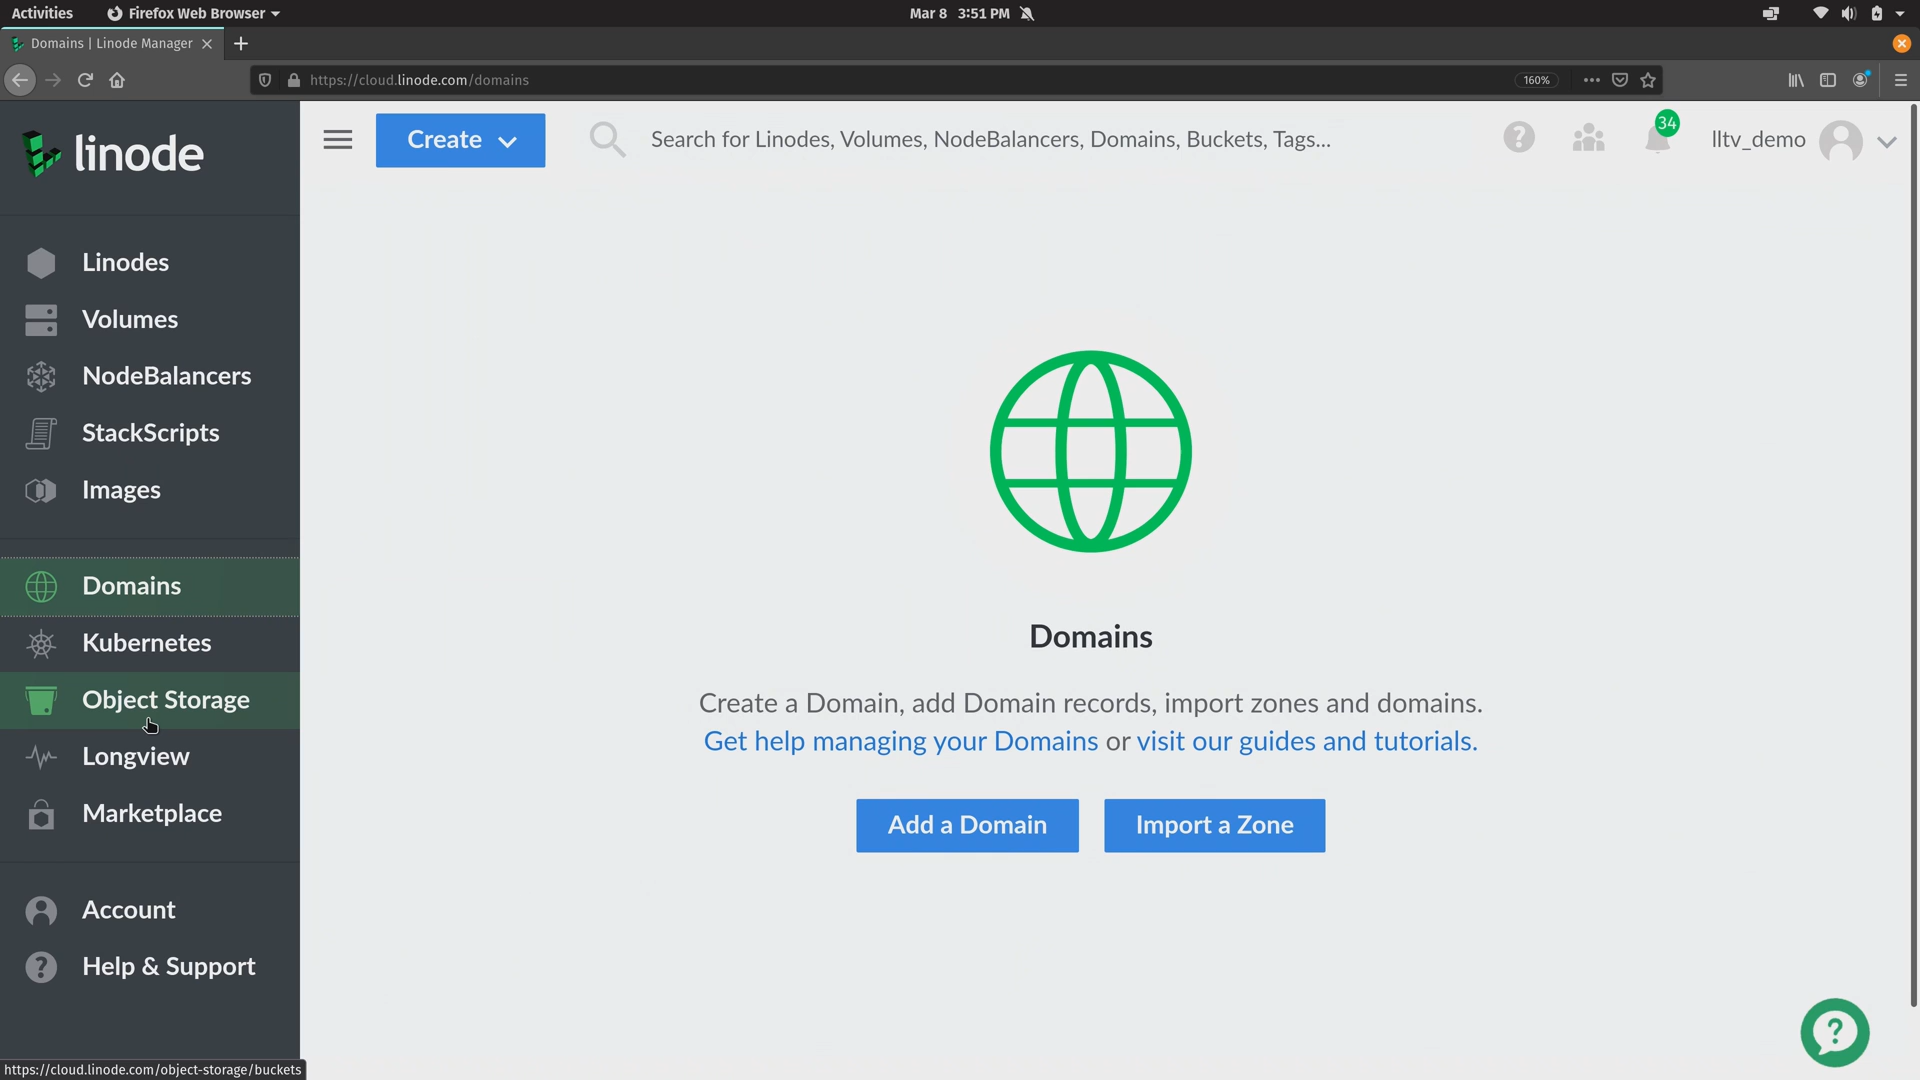 Activities
Firefox Web Browser
Mar 8 3:51 PM
Domains | Linode Manager
https://cloud.linode.com/domains
160%
linode
Create
Search for Linodes, Volumes, NodeBalancers, Domains, Buckets, Tags...
34
lltv_demo
Linodes
Volumes
NodeBalancers
StackScripts
Images
Domains
Kubernetes
Object Storage
Longview
Marketplace
Account
Help & Support
Domains
Create a Domain, add Domain records, import zones and domains.
Get help managing your Domains or visit our guides and tutorials.
Add a Domain
Import a Zone
https://cloud.linode.com/object-storage/buckets